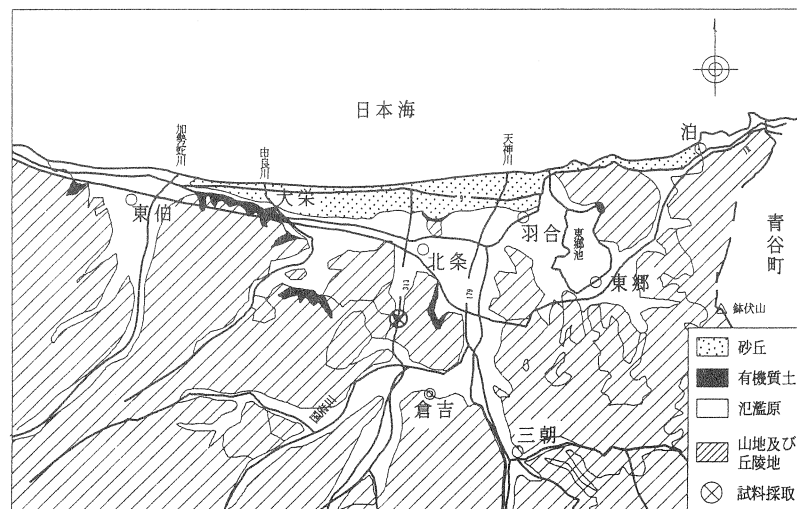 日本海
加勢蛇川
由良川
天神川
泊
大栄
東伯
羽合
東郷池
北条
東郷
青谷町
鉢伏山
倉吉
三朝
砂丘
有機質土
氾濫原
山地及び
丘陵地
試料採取